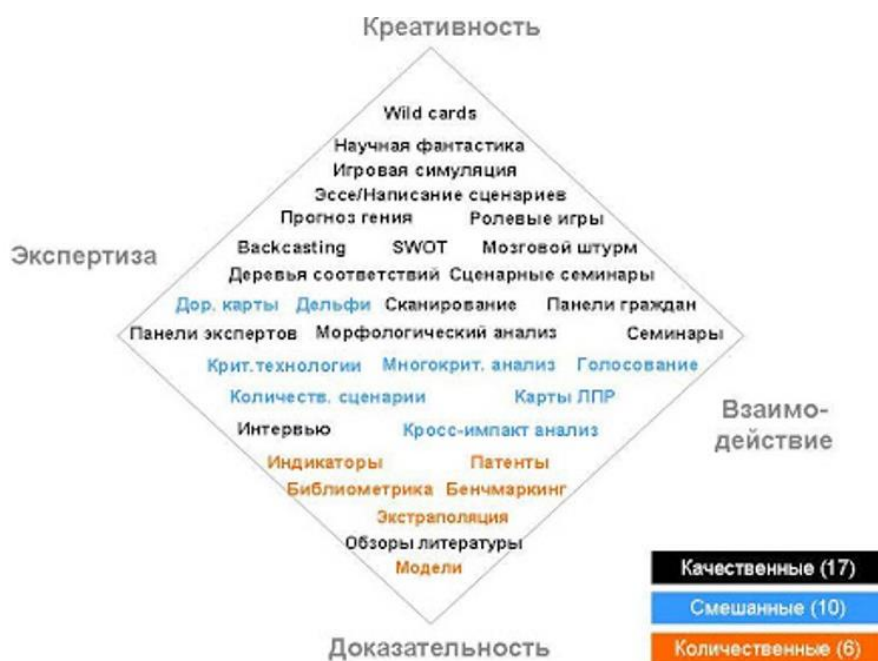 Креативность
Wild cards
Научная фантастика
Игровая симуляция
Эссе/Написание сценариев
Прогноз гения Ролевые игры
Экспертиза
Backcasting SWOT Мозговой штурм
Деревья соответствий Сценарные семинары
Дор. карты Дельфи Сканирование Панели граждан
Панели экспертов Морфологический анализ Семинары
Крит.технологии Многокрит. анализ Голосование
Количеств. сценарии Карты ЛПР
Взаимо-
действие
Интервью Кросс-импакт анализ
Индикаторы Патенты
Библиометрика Бенчмаркинг
Экстраполяция
Обзоры литературы
Модели
Доказательность
Качественные (17)
Смешанные (10)
Количественные (6)